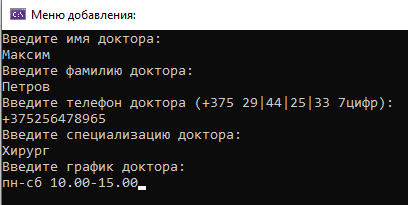 C:\
Меню добавления:
Введите имя доктора:
Максим
Введите фамилию доктора:
Петров
Введите телефон доктора (+375 29|44|25|33 7цифр):
+375256478965
Введите специализацию доктора:
Хирург
Введите график доктора:
пн-сб 10.00-15.00